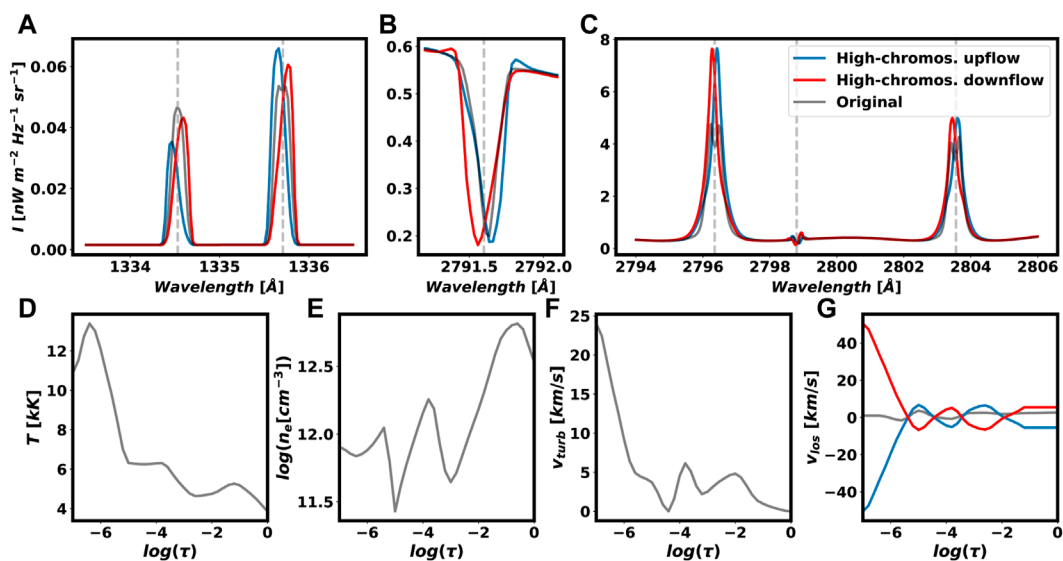 A
B
C
I [nW m⁻² Hz⁻¹ sr⁻¹]
0.06
0.04
0.02
0.00
1334
1335
1336
Wavelength [Å]
0.6
0.5
0.4
0.3
0.2
2791.5
2792.0
Wavelength [Å]
8
6
4
2
0
2794
2796
2798
2800
2802
2804
2806
Wavelength [Å]
High-chromos. upflow
High-chromos. downflow
Original
D
E
F
G
T [kK]
12
10
8
6
4
−6
−4
−2
0
log(τ)
log(nₑ[cm⁻³])
12.5
12.0
11.5
−6
−4
−2
0
log(τ)
v_turb [km/s]
25
20
15
10
5
0
−6
−4
−2
0
log(τ)
v_los [km/s]
40
20
0
−20
−40
−6
−4
−2
0
log(τ)